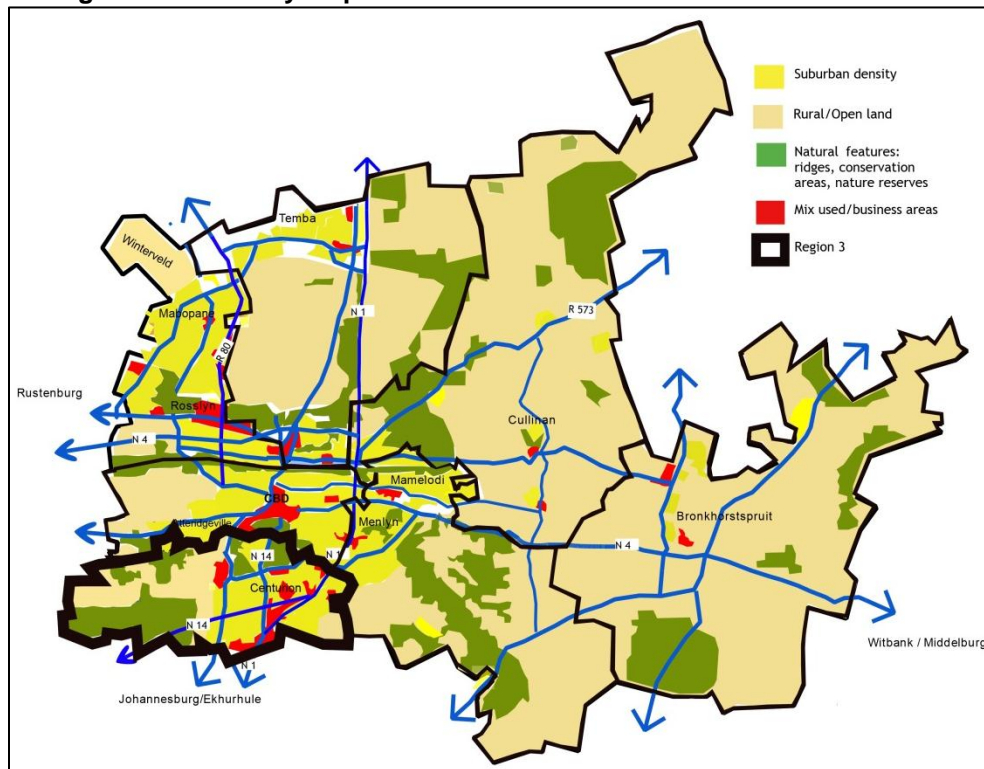 Suburban density
Rural/Open land
Natural features:
ridges, conservation
areas, nature reserves
Mix used/business areas
Region 3
Temba
Winterveld
Mabopane
N 1
R 573
R 80
Rustenburg
Rosslyn
Cullinan
N 4
Mamelodi
CBD
Menlyn
Bronkhorstspruit
Atteridgeville
N 4
N 14
N 1
Centurion
N 14
N 1
Witbank / Middelburg
Johannesburg/Ekhurhule